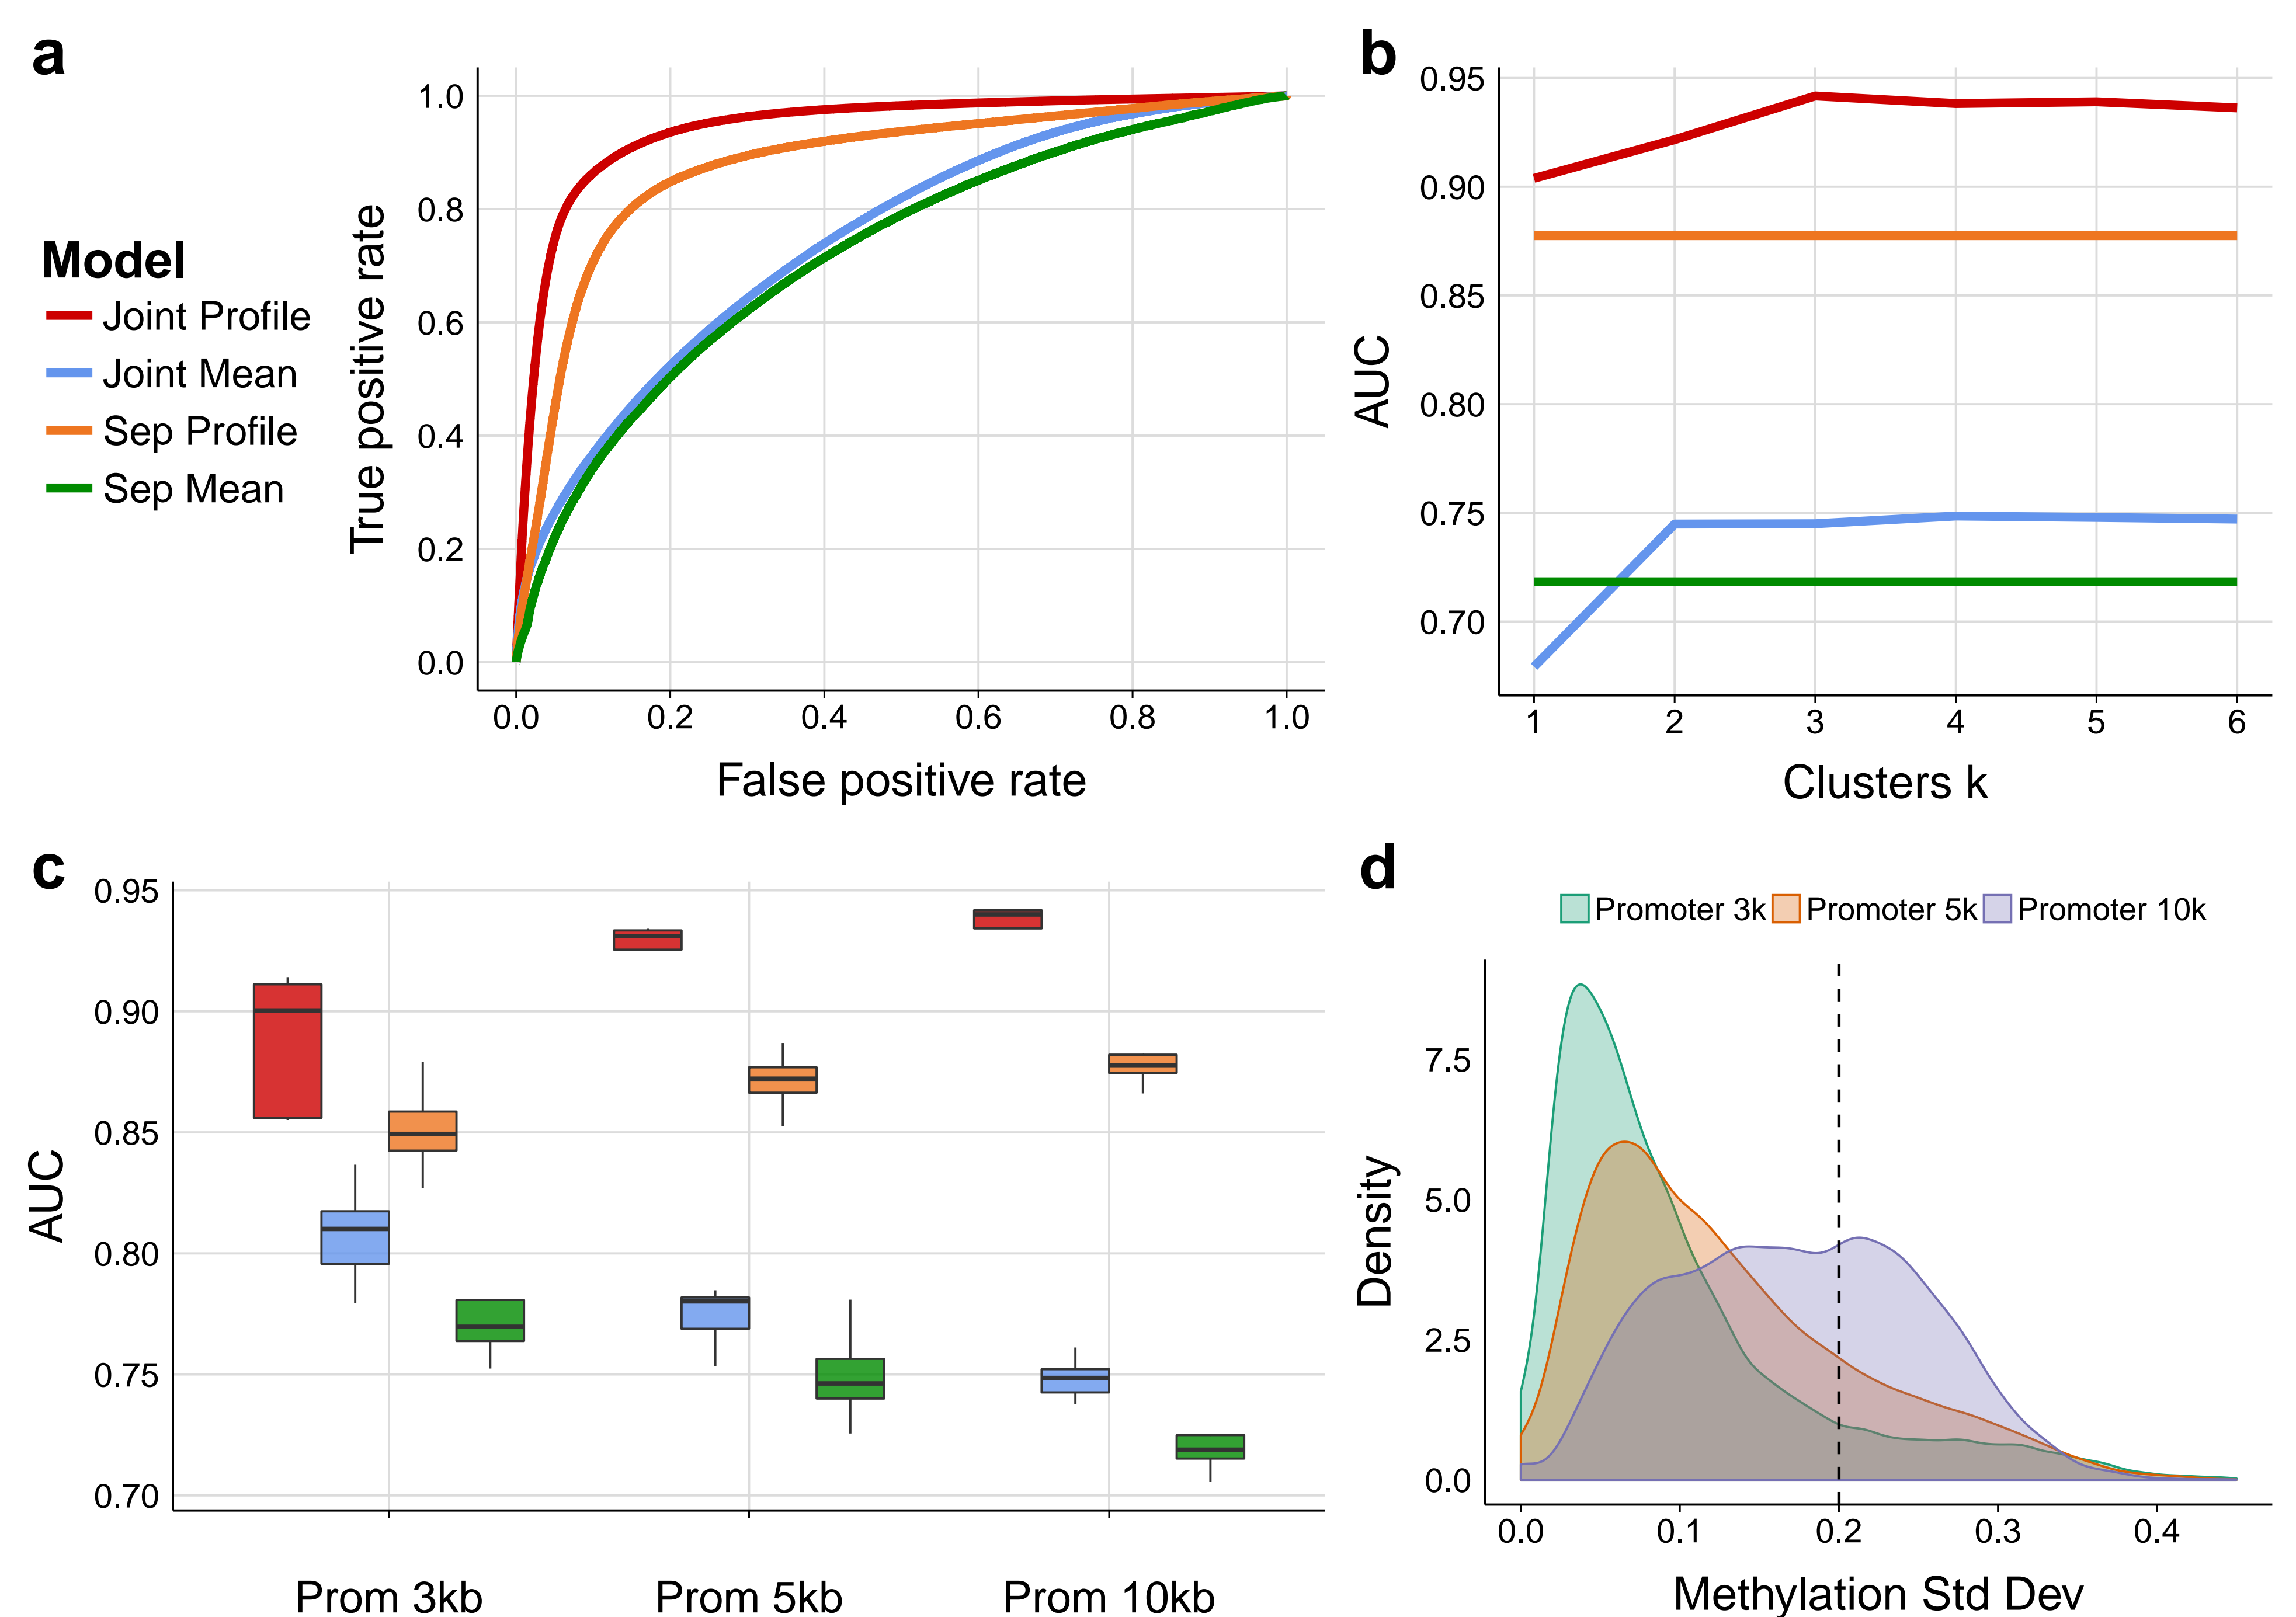 a
Model
Joint Profile
Joint Mean
Sep Profile
Sep Mean
True positive rate
1.0
0.8
0.6
0.4
0.2
0.0
0.0 0.2 0.4 0.6 0.8 1.0
False positive rate
b
AUC
0.95
0.90
0.85
0.80
0.75
0.70
1 2 3 4 5 6
Clusters k
c
AUC
0.95
0.90
0.85
0.80
0.75
0.70
Prom 3kb Prom 5kb Prom 10kb
d
Promoter 3k Promoter 5k Promoter 10k
Density
7.5
5.0
2.5
0.0
0.0 0.1 0.2 0.3 0.4
Methylation Std Dev